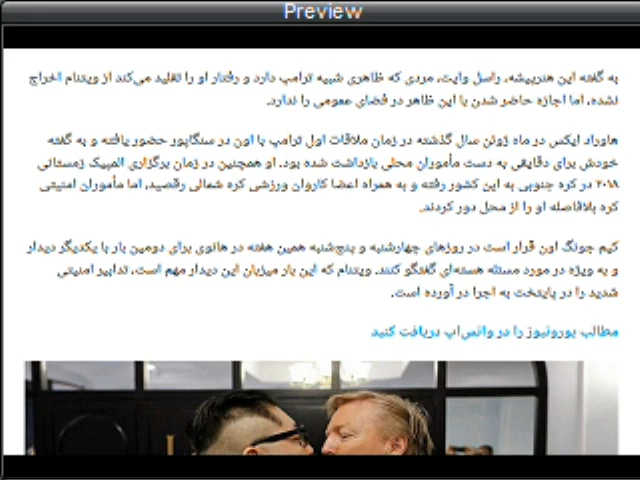 Preview
به گفته این هنرپیشه، راسل وایت، مردی که ظاهری شبیه ترامپ دارد و رفتار او را تقلید می‌کند از ویتنام اخراج
نشده، اما اجازه حاضر شدن با این ظاهر در فضای عمومی را ندارد.
هاوراد ایکس در ماه ژوئن سال گذشته در زمان ملاقات اول ترامپ با اون در سنگاپور حضور یافته و به گفته
خودش برای دقایقی به دست مأموران محلی بازداشت شده بود. او همچنین در زمان برگزاری المپیک زمستانی
۲۰۱۸ در کره جنوبی به این کشور رفته و به همراه اعضا کاروان ورزشی کره شمالی رقصید، اما مأموران امنیتی
کره بلافاصله او را از محل دور کردند.
کیم جونگ اون قرار است در روزهای چهارشنبه و پنج‌شنبه همین هفته در هانوی برای دومین بار با یکدیگر دیدار
و به ویژه در مورد مسئله هسته‌ای گفتگو کنند. ویتنام که این بار میزبان این دیدار مهم است، تدابیر امنیتی
شدید را در پایتخت به اجرا در آورده است.
مطالب یورونیوز را در واتس‌اپ دریافت کنید